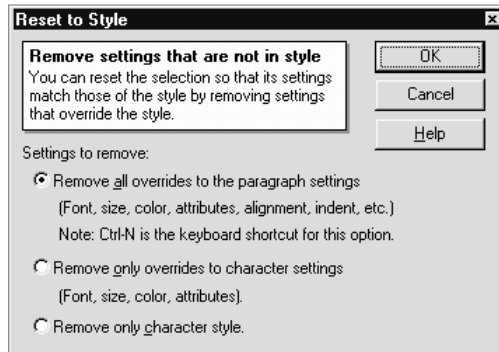 Reset to Style
Remove settings that are not in style
You can reset the selection so that its settings
match those of the style by removing settings
that override the style.
OK
Cancel
Help
Settings to remove:
Remove all overrides to the paragraph settings
(Font, size, color, attributes, alignment, indent, etc.)
Note: Ctrl-N is the keyboard shortcut for this option.
Remove only overrides to character settings
(Font, size, color, attributes).
Remove only character style.